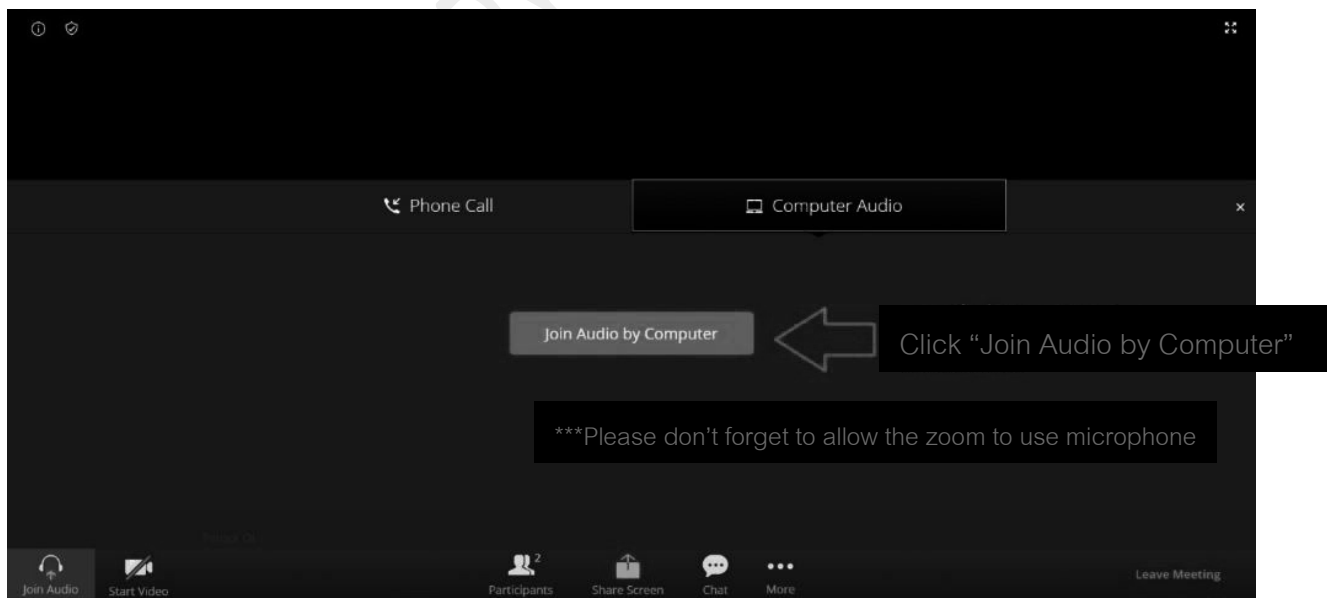 Phone Call
Computer Audio
Join Audio by Computer
Click “Join Audio by Computer”
***Please don’t forget to allow the zoom to use microphone
Join Audio
Start Video
Participants
2
Share Screen
Chat
More
Leave Meeting